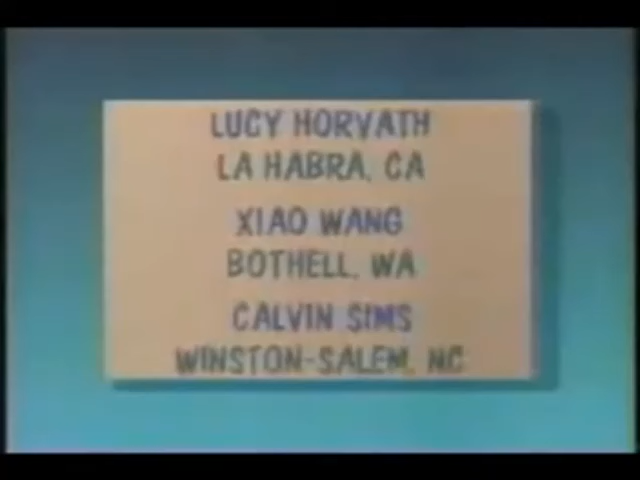 LUCY HORVATH
LA HABRA, CA
XIAO WANG
BOTHELL, WA
CALVIN SIMS
WINSTON-SALEM, NC